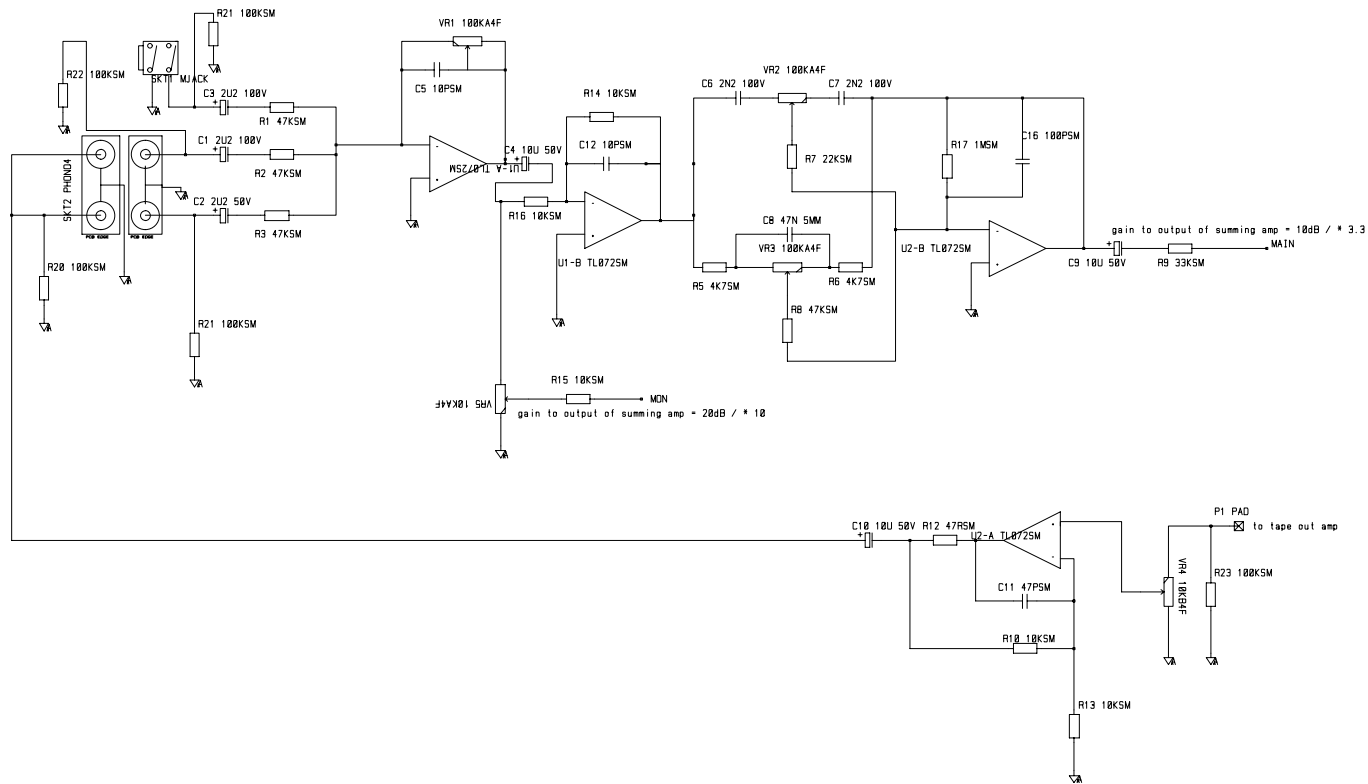 R21 100KSM
VR1 100KA4F
R22 100KSM
SKT1 MJACK
C5 10PSM
C3 2U2 100V
R1 47KSM
C6 2N2 100V
VR2 100KA4F
C7 2N2 100V
R14 10KSM
C1 2U2 100V
R2 47KSM
C4 10U 50V
U1-A TL072SM
C12 10PSM
R7 22KSM
R17 1MSM
C16 100PSM
SKT2 PHONO4
C2 2U2 50V
R3 47KSM
R16 10KSM
C8 47N 5MM
VR3 100KA4F
PCB EDGE
PCB EDGE
U1-B TL072SM
U2-B TL072SM
gain to output of summing amp = 10dB / * 3.3
MAIN
R20 100KSM
R5 4K7SM
R6 4K7SM
C9 10U 50V
R9 33KSM
R21 100KSM
R8 47KSM
R15 10KSM
VR5 10KA4F
MON
gain to output of summing amp = 20dB / * 10
P1 PAD
C10 10U 50V
R12 47RSM
U2-A TL072SM
to tape out amp
VR4 10KB4F
R23 100KSM
C11 47PSM
R10 10KSM
R13 10KSM